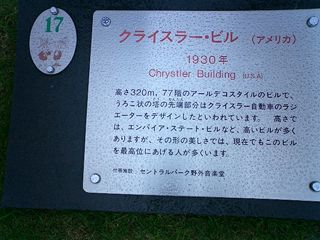 17
クライスラー・ビル （アメリカ）
1930年
Chrystler Building (U.S.A)
高さ320m、77階のアールデコスタイルのビルで、
うろこ状の塔の先端部分はクライスラー自動車のラジ
エーターをデザインしたといわれています。 高さで
は、エンパイア・ステート・ビルなど、高いビルが多く
ありますが、その形の美しさでは、現在でもこのビル
を最高位にあげる人が多くいます。
付帯施設 セントラルパーク野外音楽堂